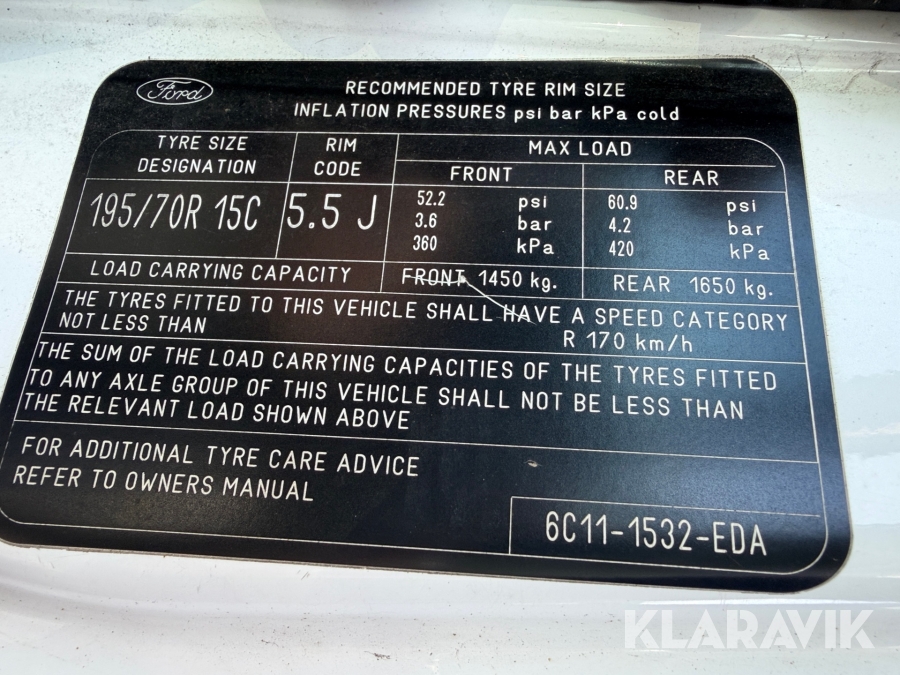 Ford
RECOMMENDED TYRE RIM SIZE
INFLATION PRESSURES psi bar kPa cold
TYRE SIZE DESIGNATION
RIM CODE
MAX LOAD
FRONT
REAR
195/70R 15C
5.5 J
52.2 psi
3.6 bar
360 kPa
60.9 psi
4.2 bar
420 kPa
LOAD CARRYING CAPACITY FRONT 1450 kg. REAR 1650 kg.
THE TYRES FITTED TO THIS VEHICLE SHALL HAVE A SPEED CATEGORY
NOT LESS THAN R 170 km/h
THE SUM OF THE LOAD CARRYING CAPACITIES OF THE TYRES FITTED
TO ANY AXLE GROUP OF THIS VEHICLE SHALL NOT BE LESS THAN
THE RELEVANT LOAD SHOWN ABOVE
FOR ADDITIONAL TYRE CARE ADVICE
REFER TO OWNERS MANUAL
6C11-1532-EDA
KLARAVIK